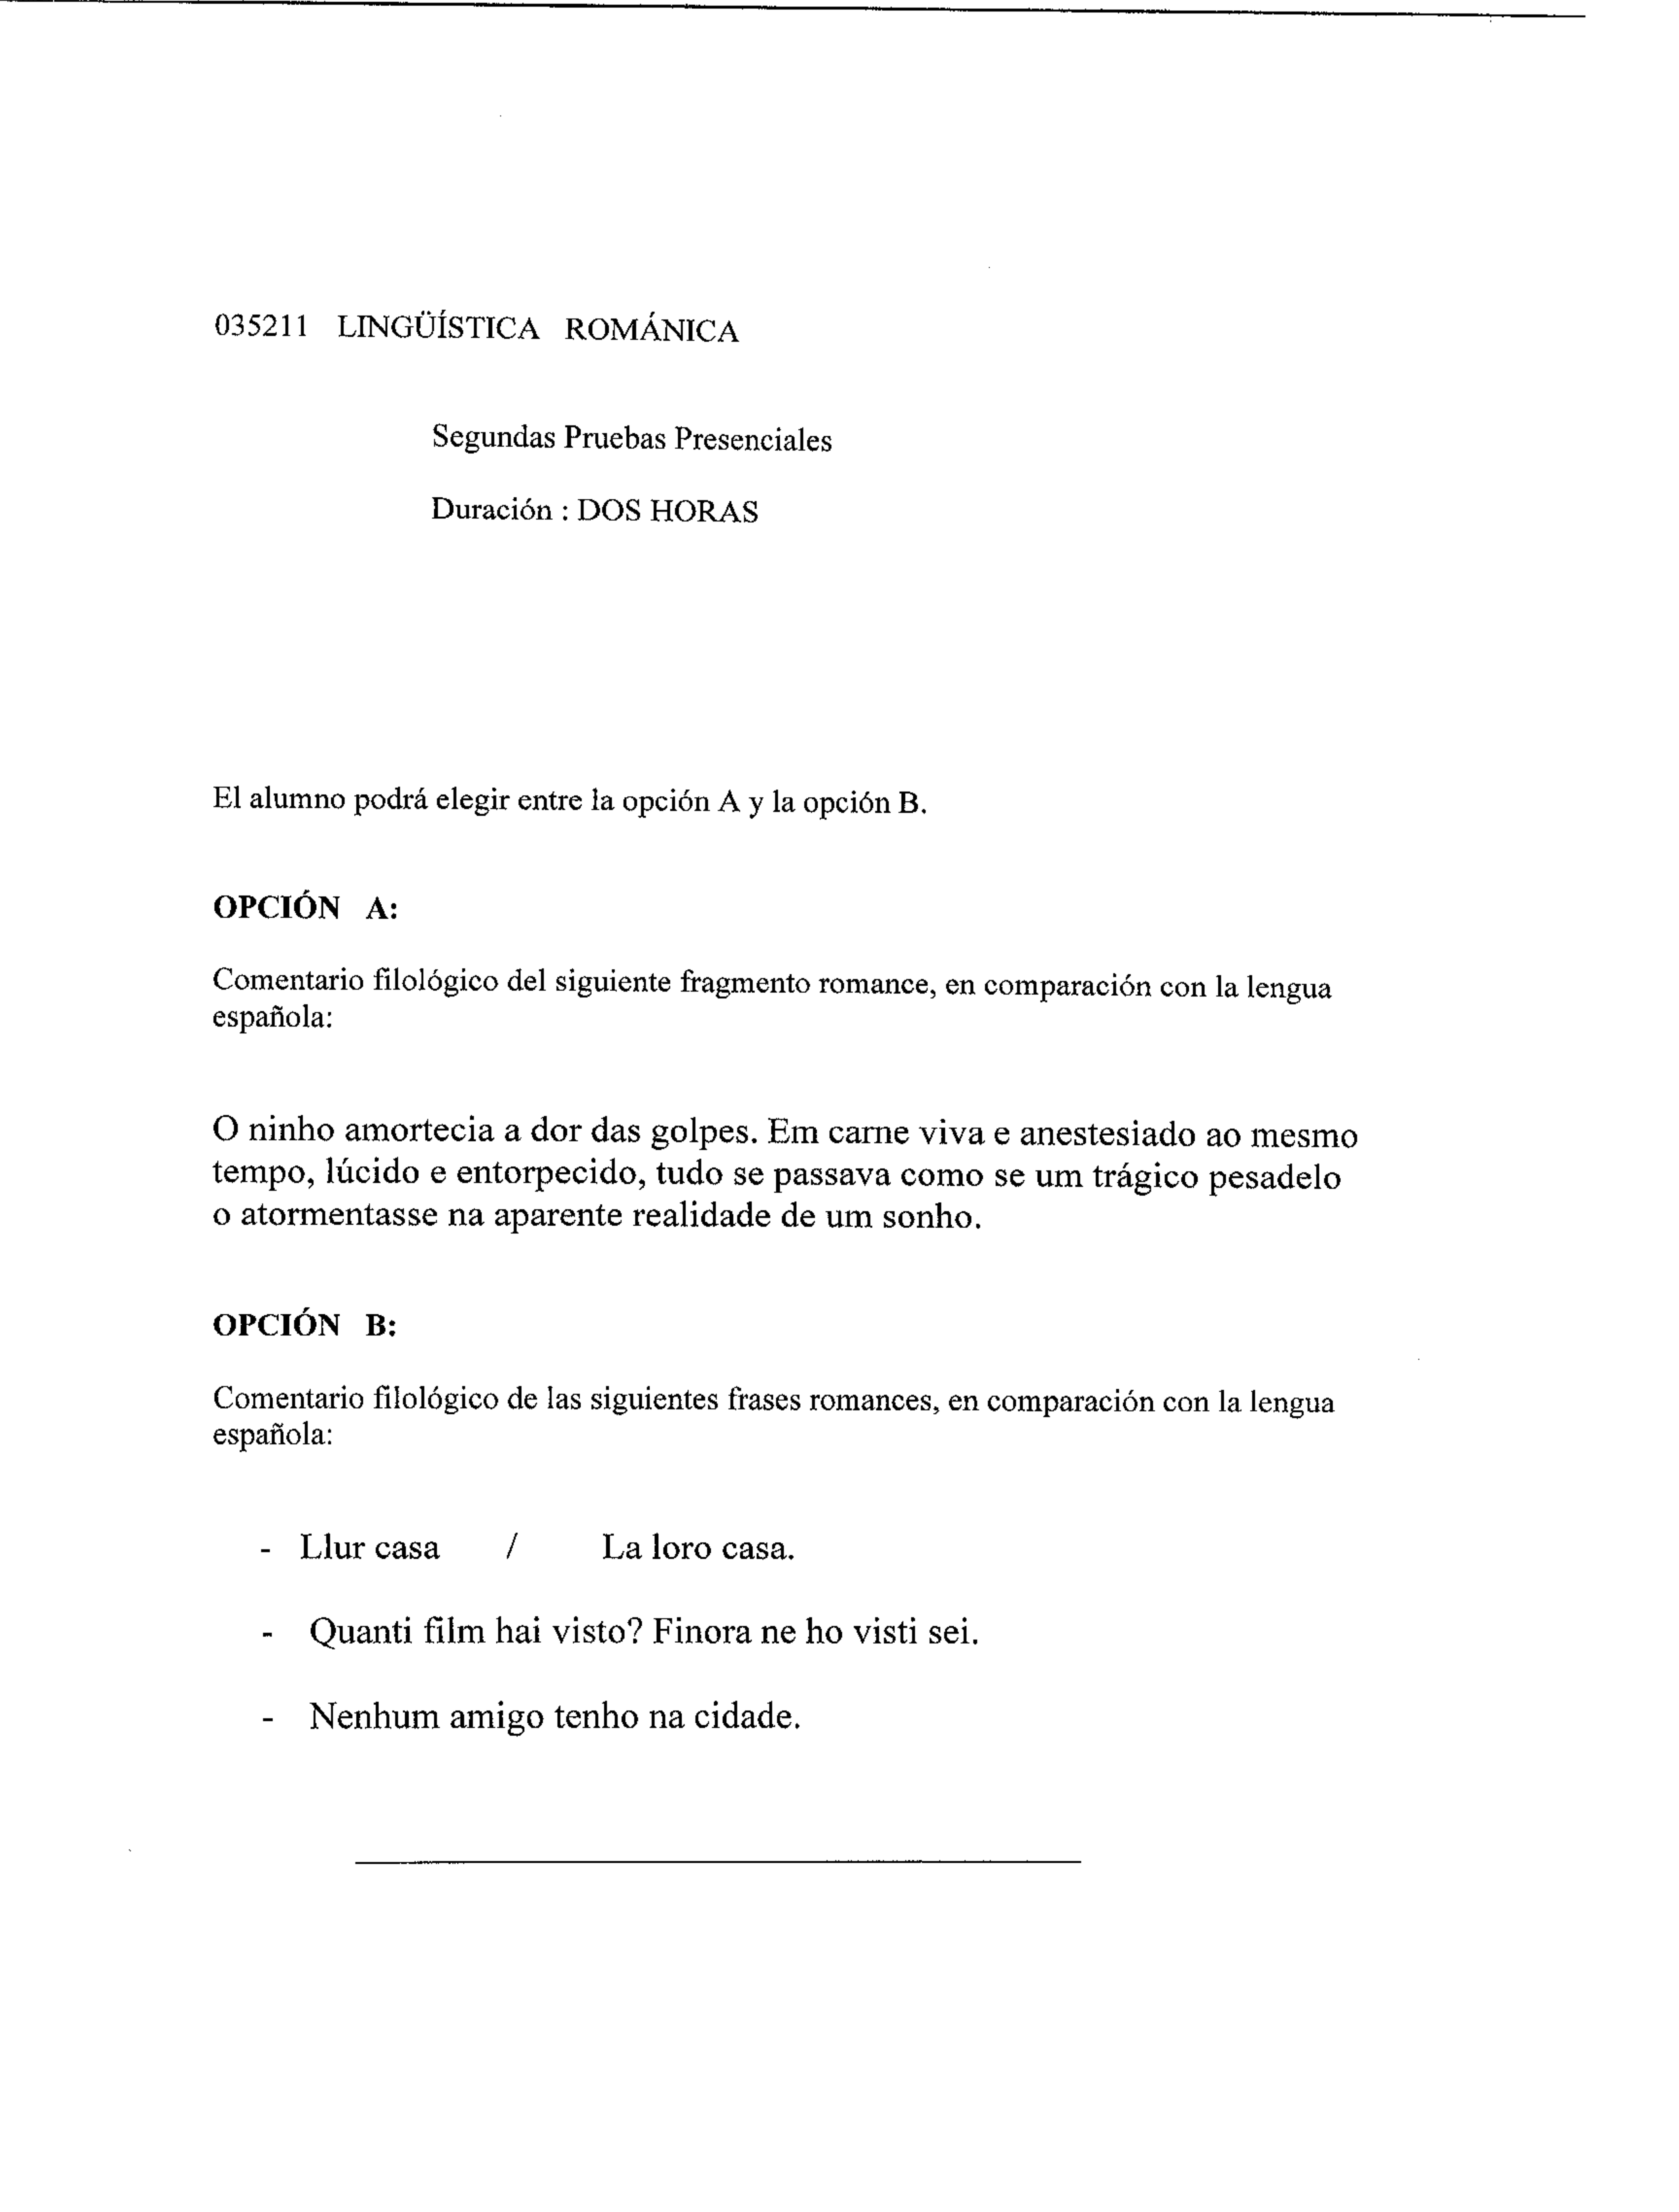 035211 LINGÜÍSTICA ROMÁNICA
Segundas Pruebas Presenciales
Duración : DOS HORAS
El alumno podrá elegir entre la opción A y la opción B.
OPCIÓN A:
Comentario filológico del siguiente fragmento romance, en comparación con la lengua
española:
O ninho amortecia a dor das golpes. Em carne viva e anestesiado ao mesmo
tempo, lúcido e entorpecido, tudo se passava como se um trágico pesadelo
o atormentasse na aparente realidade de um sonho.
OPCIÓN B:
Comentario filológico de las siguientes frases romances, en comparación con la lengua
española:
- Llur casa / La loro casa.
- Quanti film hai visto? Finora ne ho visti sei.
- Nenhum amigo tenho na cidade.